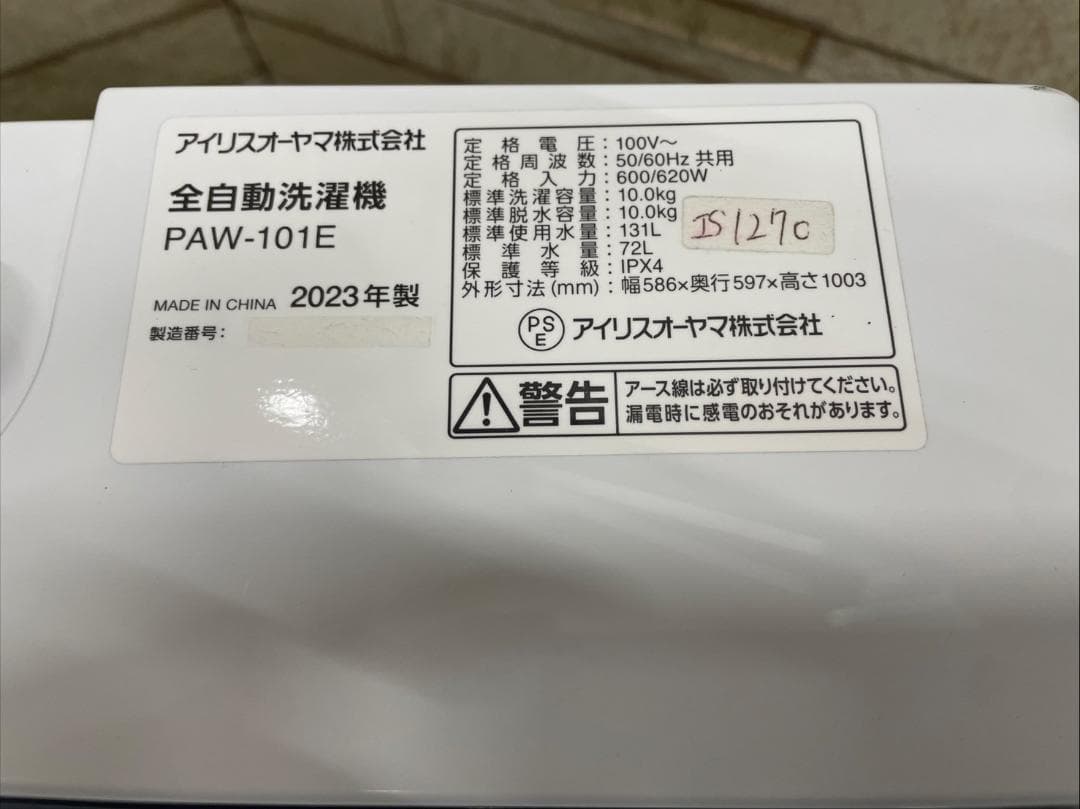 アイリスオーヤマ株式会社
全自動洗濯機
PAW-101E
MADE IN CHINA 2023年製
製造番号:
定格電圧:100V～
定格周波数:50/60Hz 共用
定格入力:600/620W
標準洗濯容量:10.0kg
標準脱水容量:10.0kg
標準使用水量:131L
標準水量:72L
保護等級:IPX4
外形寸法(mm):幅586×奥行597×高さ1003
IS1270
PSE アイリスオーヤマ株式会社
警告
アース線は必ず取り付けてください。
漏電時に感電のおそれがあります。